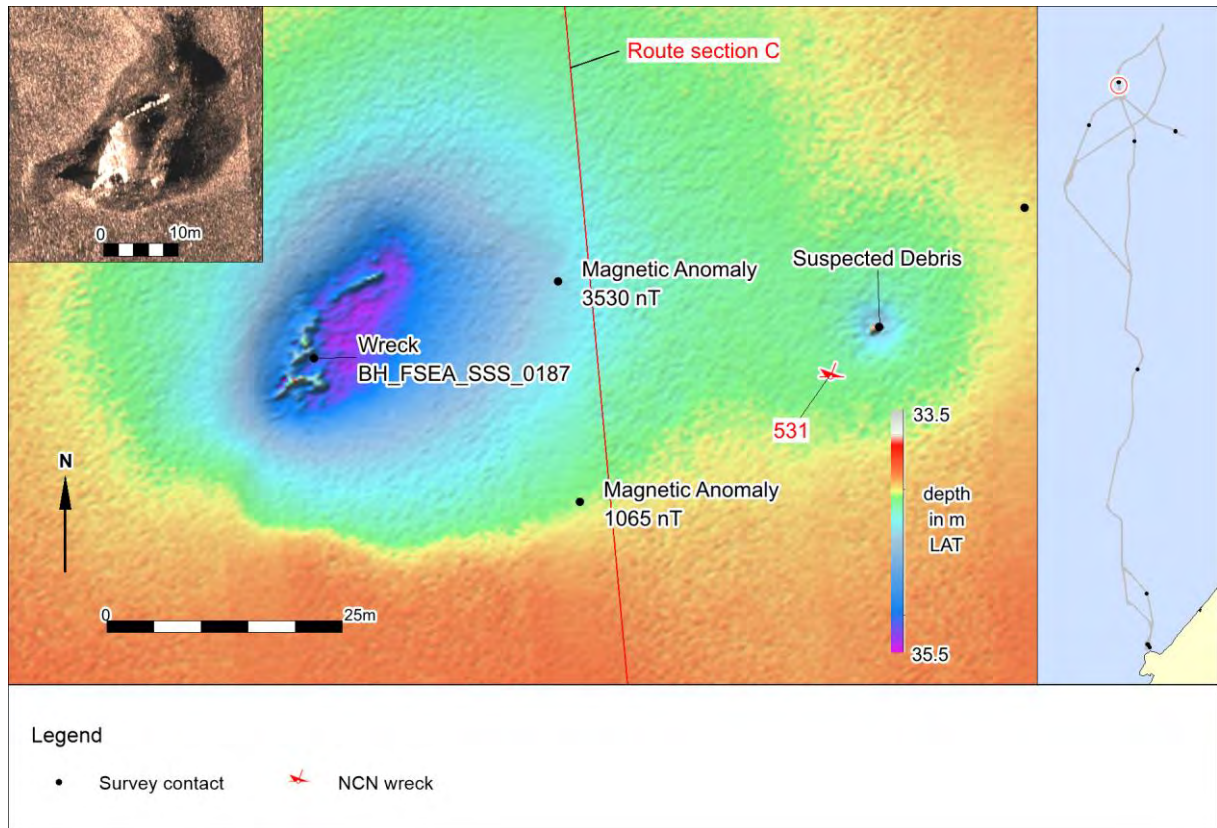 0 10m
Route section C
Magnetic Anomaly
3530 nT
Suspected Debris
Wreck
BH_FSEA_SSS_0187
531
33.5
depth
in m
LAT
35.5
N
Magnetic Anomaly
1065 nT
0 25m
Legend
Survey contact
NCN wreck